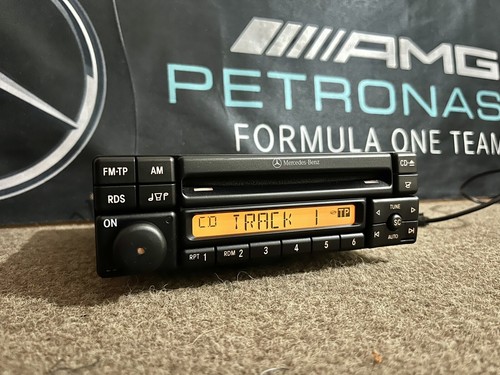 AMG
PETRONAS
FORMULA ONE TEAM
Mercedes-Benz
FM-TP
AM
CD
RDS
ON
CD TRACK 1 TP
TUNE
SC
AUTO
RPT 1
RDM 2
3
4
5
6